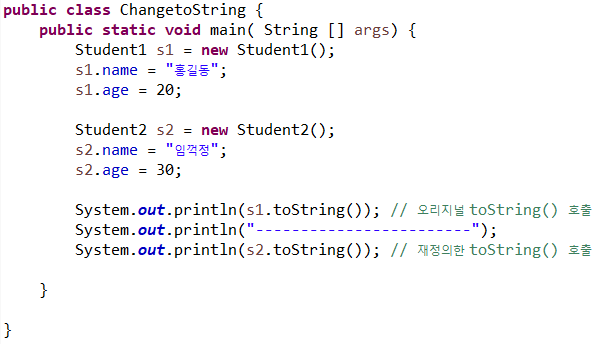 public class ChangetoString {
public static void main( String [] args) {
Student1 s1 = new Student1();
s1.name = "홍길동";
s1.age = 20;
Student2 s2 = new Student2();
s2.name = "임꺽정";
s2.age = 30;
System.out.println(s1.toString()); // 오리지널 toString() 호출
System.out.println("------------------------");
System.out.println(s2.toString()); // 재정의한 toString() 호출
}
}